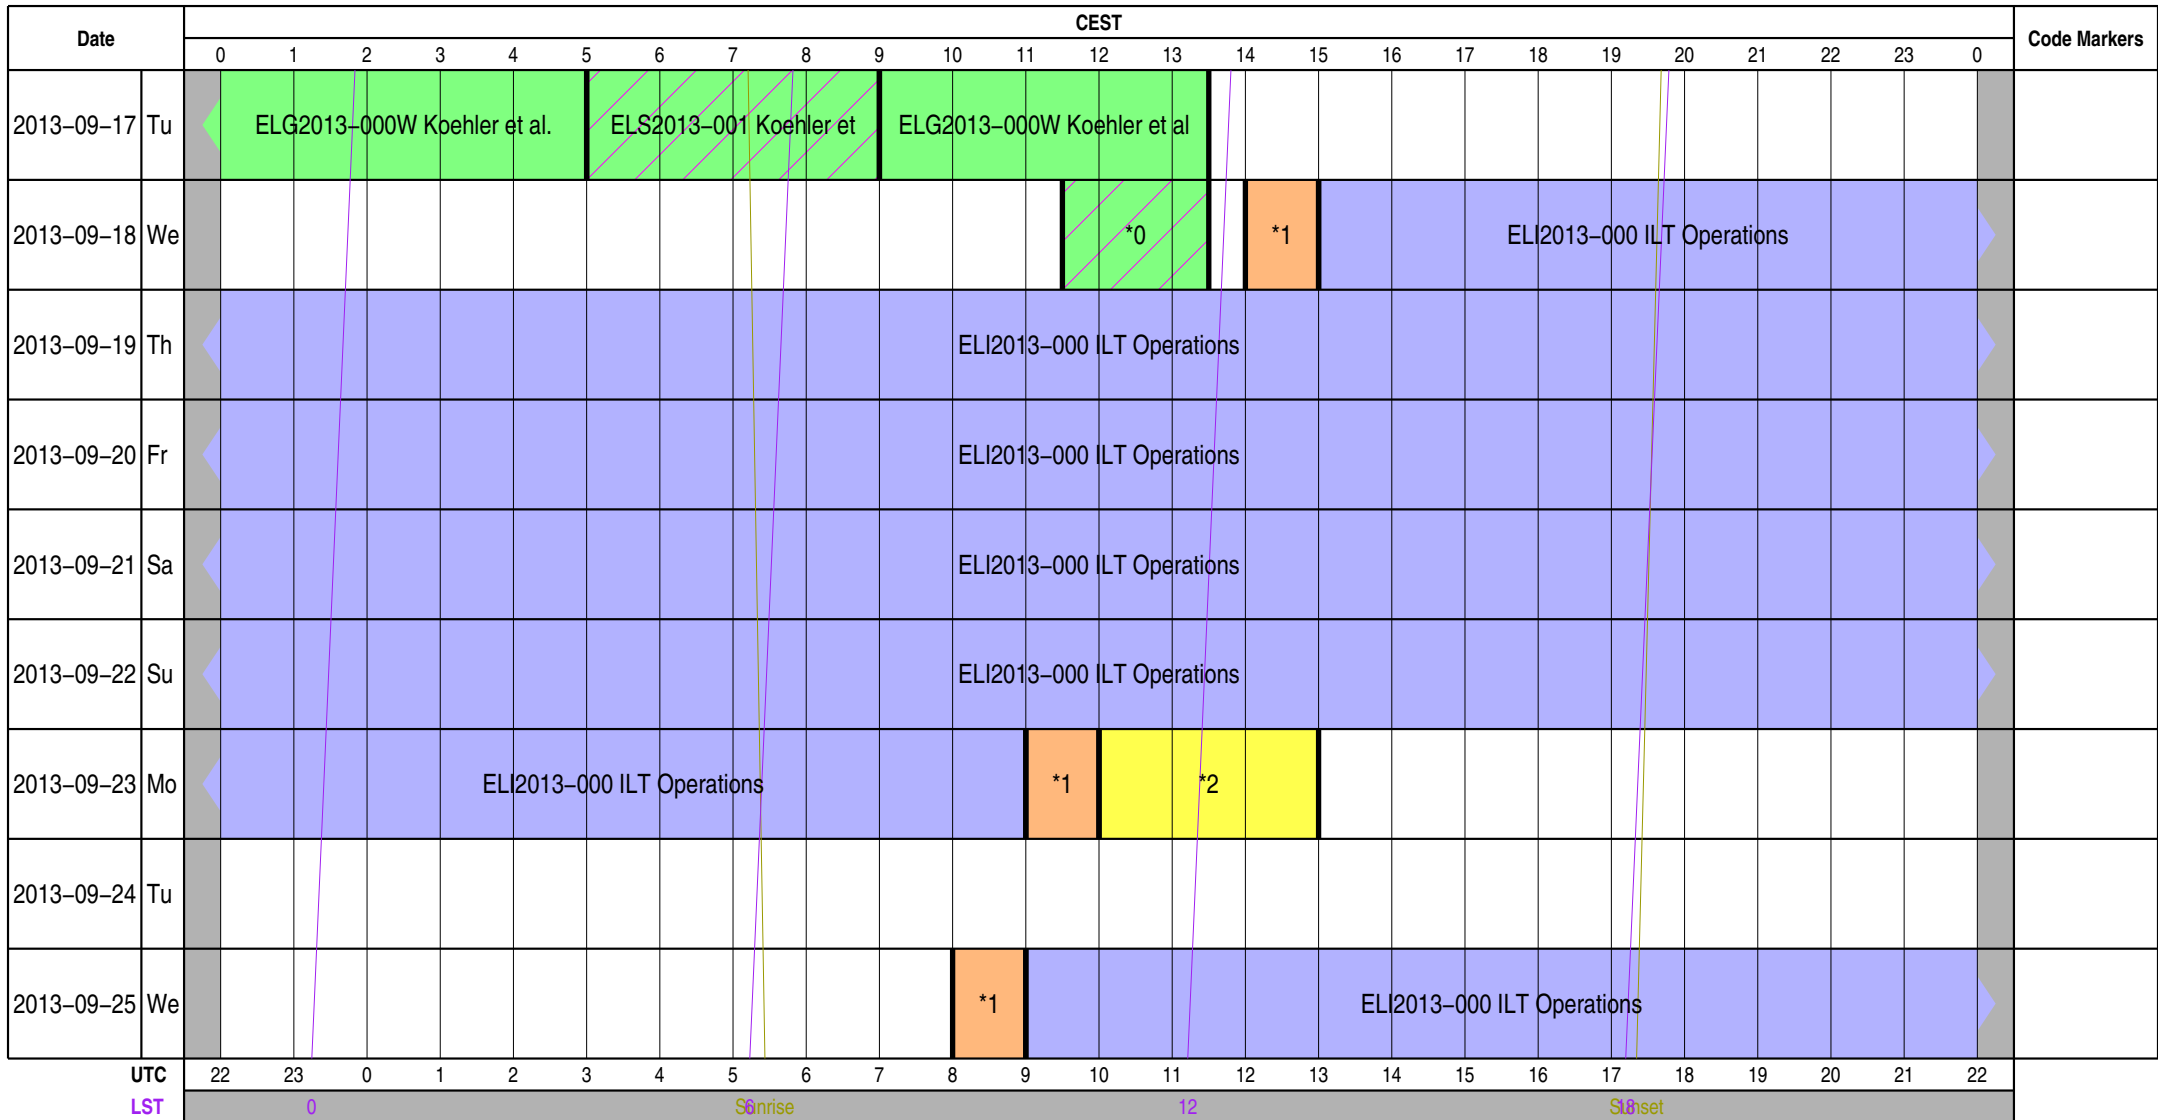 Date CEST Code Markers
0 1 2 3 4 5 6 7 8 9 10 11 12 13 14 15 16 17 18 19 20 21 22 23 0
2013−09−17 Tu ELG2013−000W Koehler et al. ELS2013−001 Koehler et ELG2013−000W Koehler et al
2013−09−18 We *0 *1 ELI2013−000 ILT Operations
2013−09−19 Th ELI2013−000 ILT Operations
2013−09−20 Fr ELI2013−000 ILT Operations
2013−09−21 Sa ELI2013−000 ILT Operations
2013−09−22 Su ELI2013−000 ILT Operations
2013−09−23 Mo ELI2013−000 ILT Operations *1 *2
2013−09−24 Tu
2013−09−25 We *1 ELI2013−000 ILT Operations
UTC 22 23 0 1 2 3 4 5 6 7 8 9 10 11 12 13 14 15 16 17 18 19 20 21 22
LST 0 6 Sunrise 12 18 Sunset